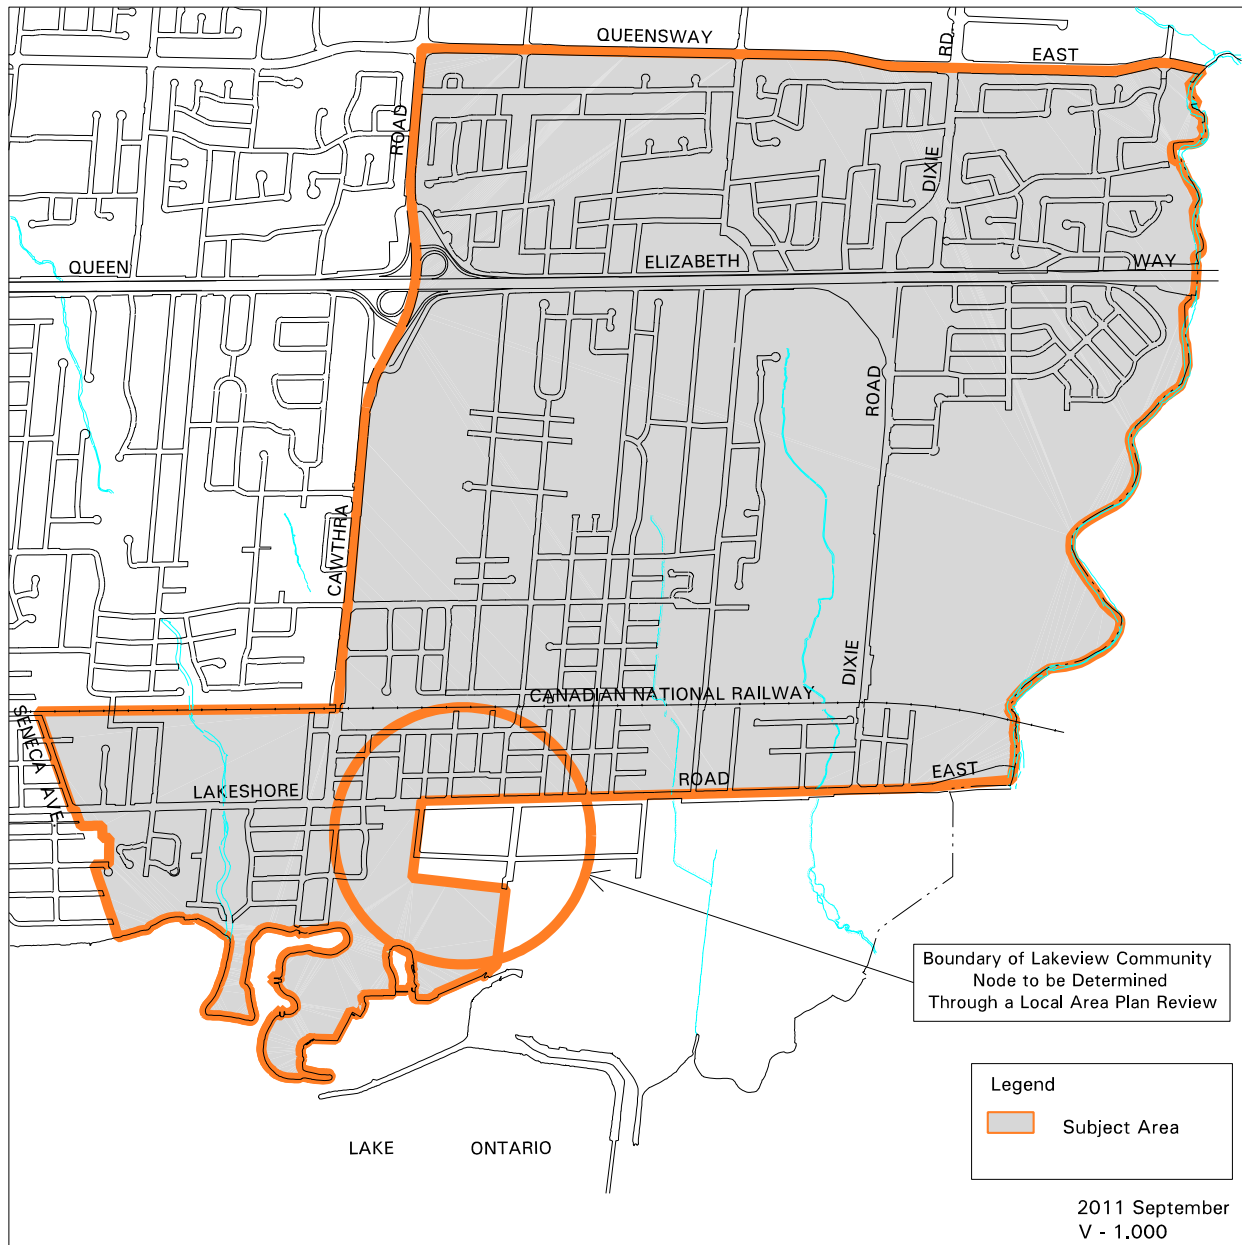 QUEENSWAY
RD.
EAST
ROAD
DIXIE
QUEEN
ELIZABETH
WAY
ROAD
CAWTHRA
DIXIE
CANADIAN NATIONAL RAILWAY
SENECA AVE.
LAKESHORE
ROAD
EAST
Boundary of Lakeview Community
Node to be Determined
Through a Local Area Plan Review
Legend
Subject Area
LAKE
ONTARIO
2011 September
V - 1.000